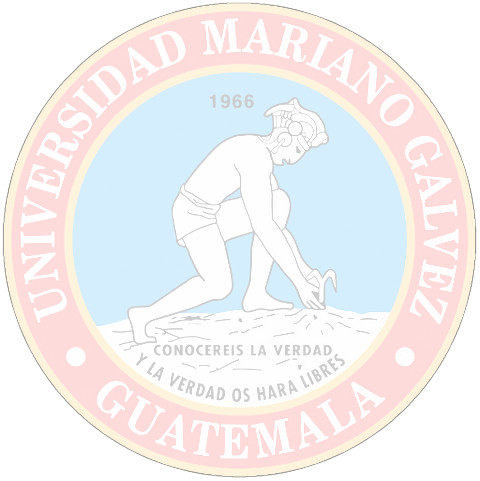 UNIVERSIDAD MARIANO GALVEZ
1966
CONOCEREIS LA VERDAD
Y LA VERDAD OS HARA LIBRES
GUATEMALA